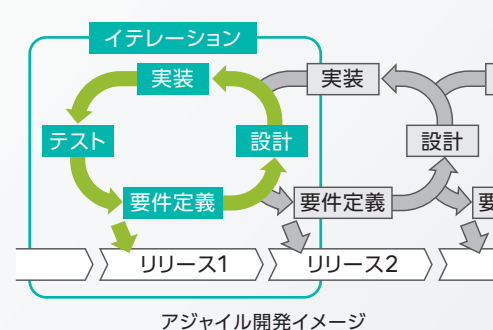 イテレーション
実装
実装
テスト
設計
設計
要件定義
要件定義
要
リリース1
リリース2
アジャイル開発イメージ